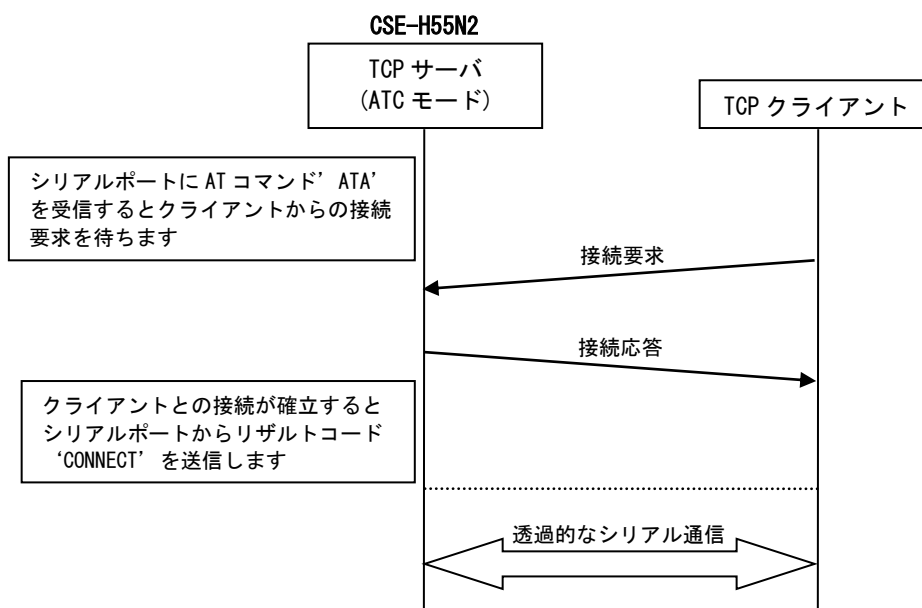 CSE-H55N2
TCP サーバ
(ATC モード)
TCP クライアント
シリアルポートに AT コマンド’ATA’
を受信するとクライアントからの接続
要求を待ちます
接続要求
接続応答
クライアントとの接続が確立すると
シリアルポートからリザルトコード
‘CONNECT’を送信します
透過的なシリアル通信